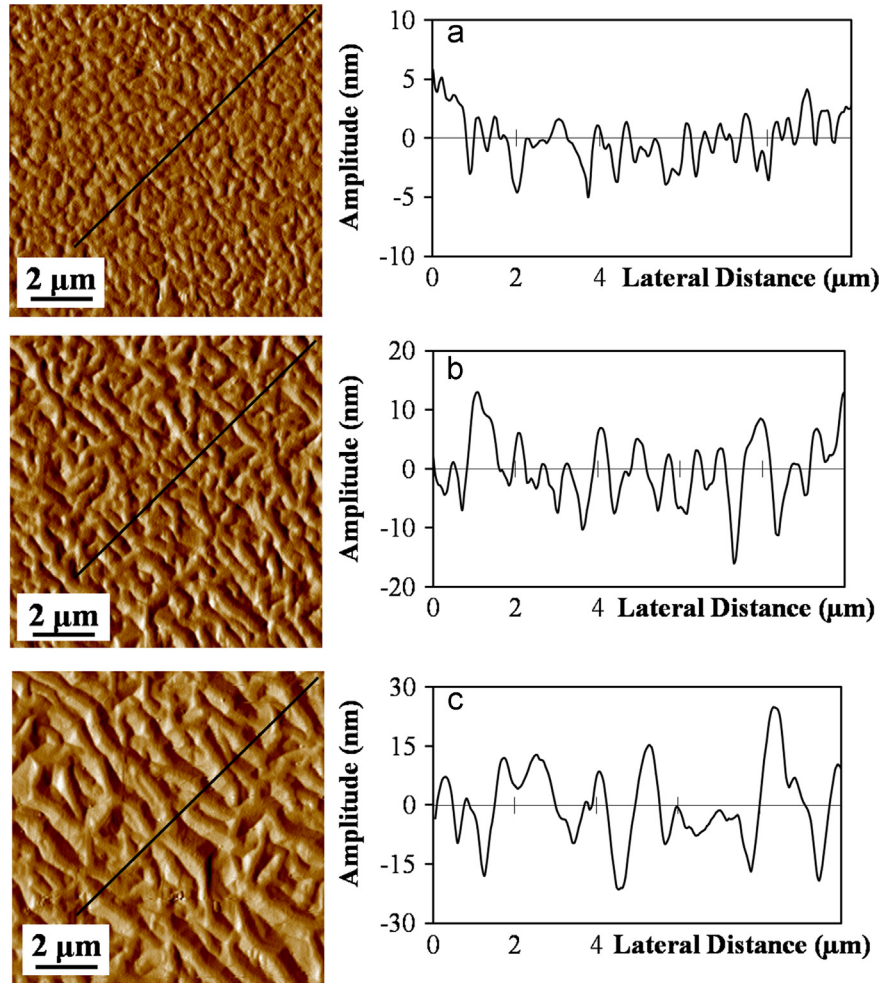 2 µm
a
Amplitude (nm)
10
5
0
-5
-10
0 2 4 Lateral Distance (µm)
2 µm
b
Amplitude (nm)
20
10
0
-10
-20
0 2 4 Lateral Distance (µm)
2 µm
c
Amplitude (nm)
30
15
0
-15
-30
0 2 4 Lateral Distance (µm)